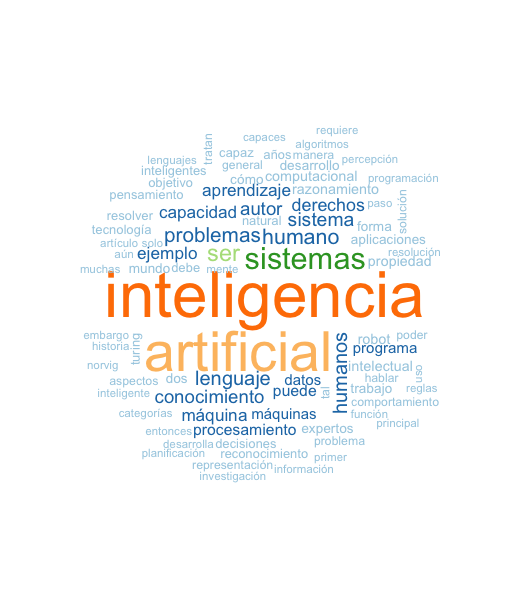 requiere
capaces
tratan
algoritmos
lenguajes
capaz
años
manera
percepción
inteligentes
general
desarrollo
objetivo
cómo
computacional
programación
pensamiento
aprendizaje
razonamiento
paso
solución
resolver
capacidad
autor
derechos
natural
sistema
forma
tecnología
problemas
humano
aplicaciones
artículo
solo
aún
ejemplo
ser
sistemas
resolución
propiedad
muchas
mundo
debe
mente
inteligencia
embargo
turing
artificial
humanos
robot
poder
historia
programa
norvig
intelectual
uso
aspectos
dos
lenguaje
datos
hablar
inteligente
conocimiento
puede
tal
trabajo
reglas
comportamiento
categorías
máquina
máquinas
función
principal
entonces
procesamiento
expertos
desarrolla
decisiones
problema
planificación
reconocimiento
primer
representación
información
investigación